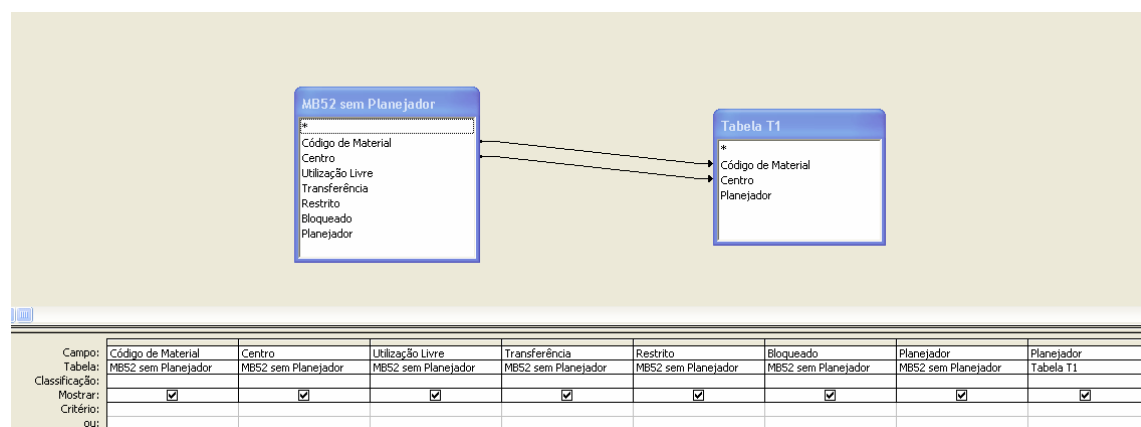 MB52 sem Planejador
*
Código de Material
Centro
Utilização Livre
Transferência
Restrito
Bloqueado
Planejador
Tabela T1
*
Código de Material
Centro
Planejador
Campo: Código de Material Centro Utilização Livre Transferência Restrito Bloqueado Planejador Planejador
Tabela: MB52 sem Planejador MB52 sem Planejador MB52 sem Planejador MB52 sem Planejador MB52 sem Planejador MB52 sem Planejador MB52 sem Planejador Tabela T1
Classificação:
Mostrar:
Critério:
ou: